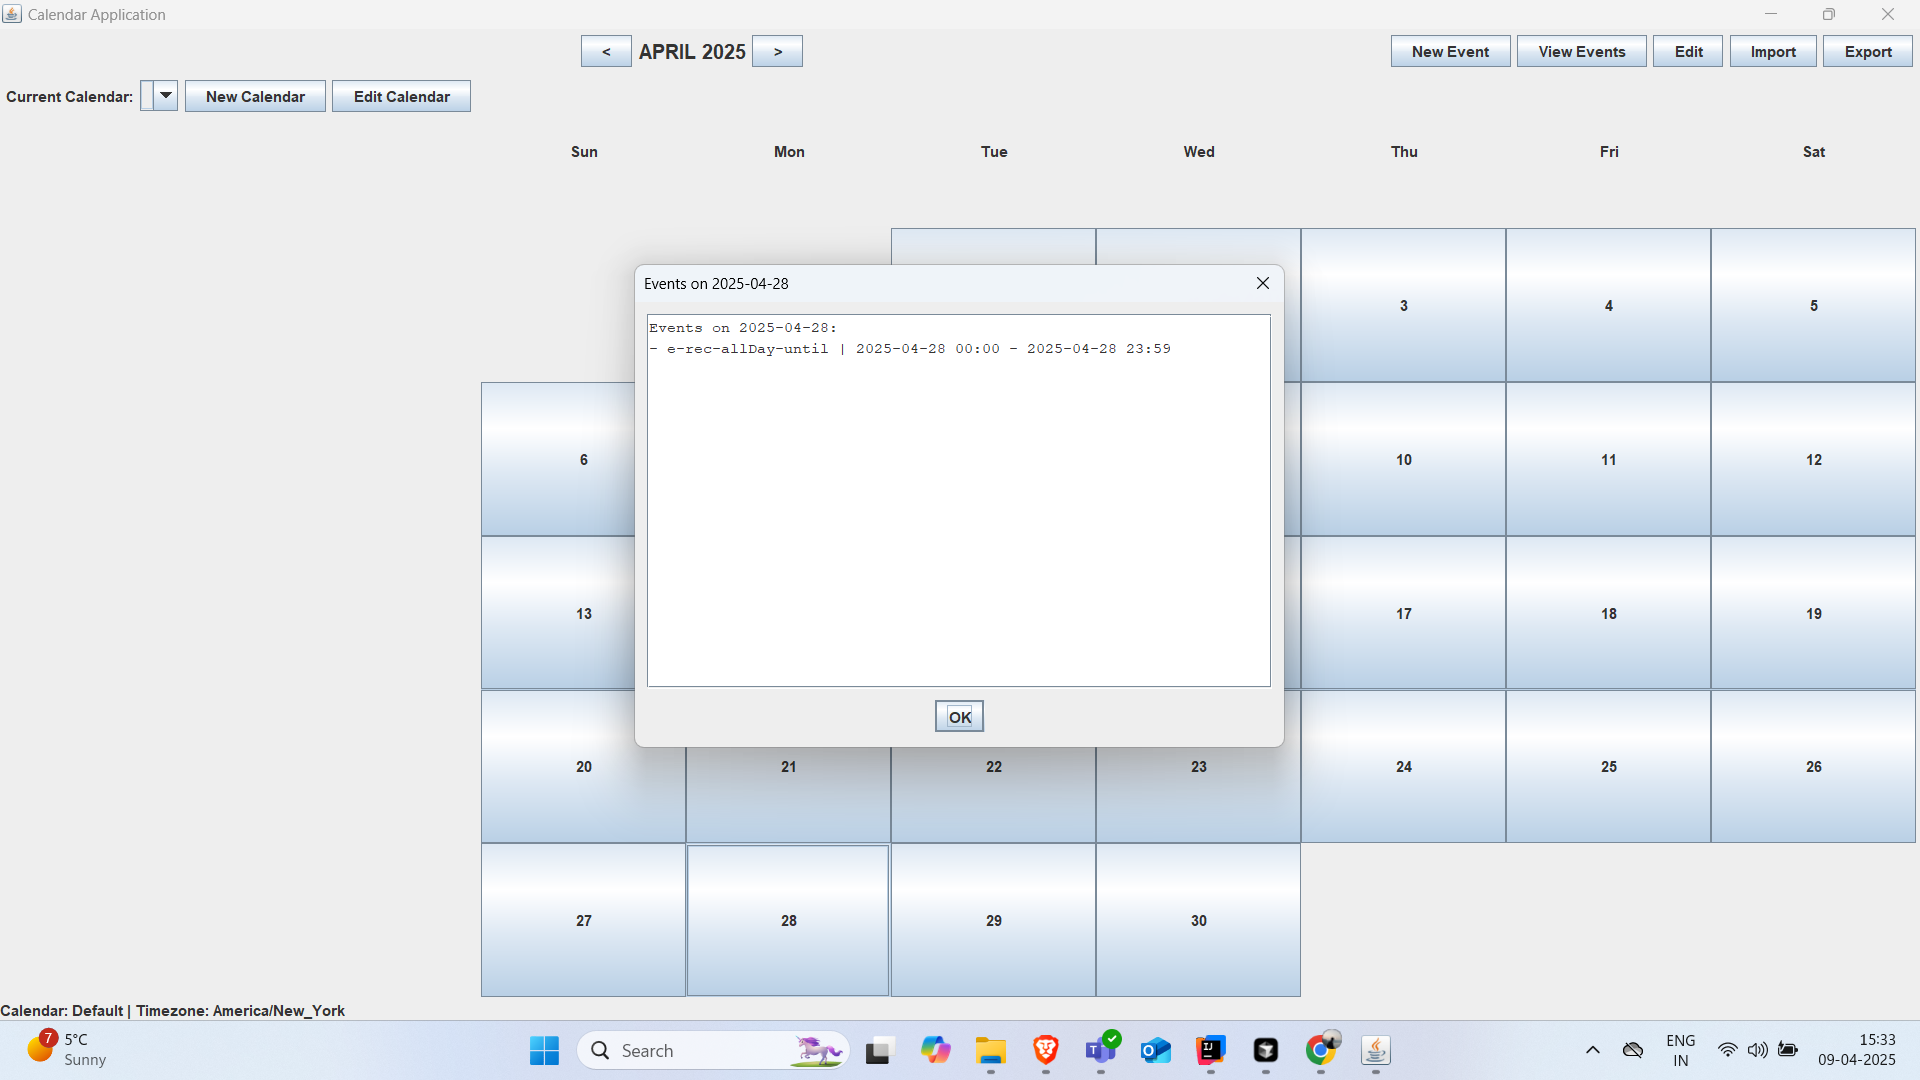 Calendar Application
< APRIL 2025 >
New Event View Events Edit Import Export
Current Calendar: New Calendar Edit Calendar
Sun Mon Tue Wed Thu Fri Sat
Events on 2025-04-28
Events on 2025-04-28:
- e-rec-allDay-until | 2025-04-28 00:00 - 2025-04-28 23:59
OK
3 4 5
6 10 11 12
13 17 18 19
20 21 22 23 24 25 26
27 28 29 30
Calendar: Default | Timezone: America/New_York
7 5°C
Sunny
Search
ENG
IN
15:33
09-04-2025